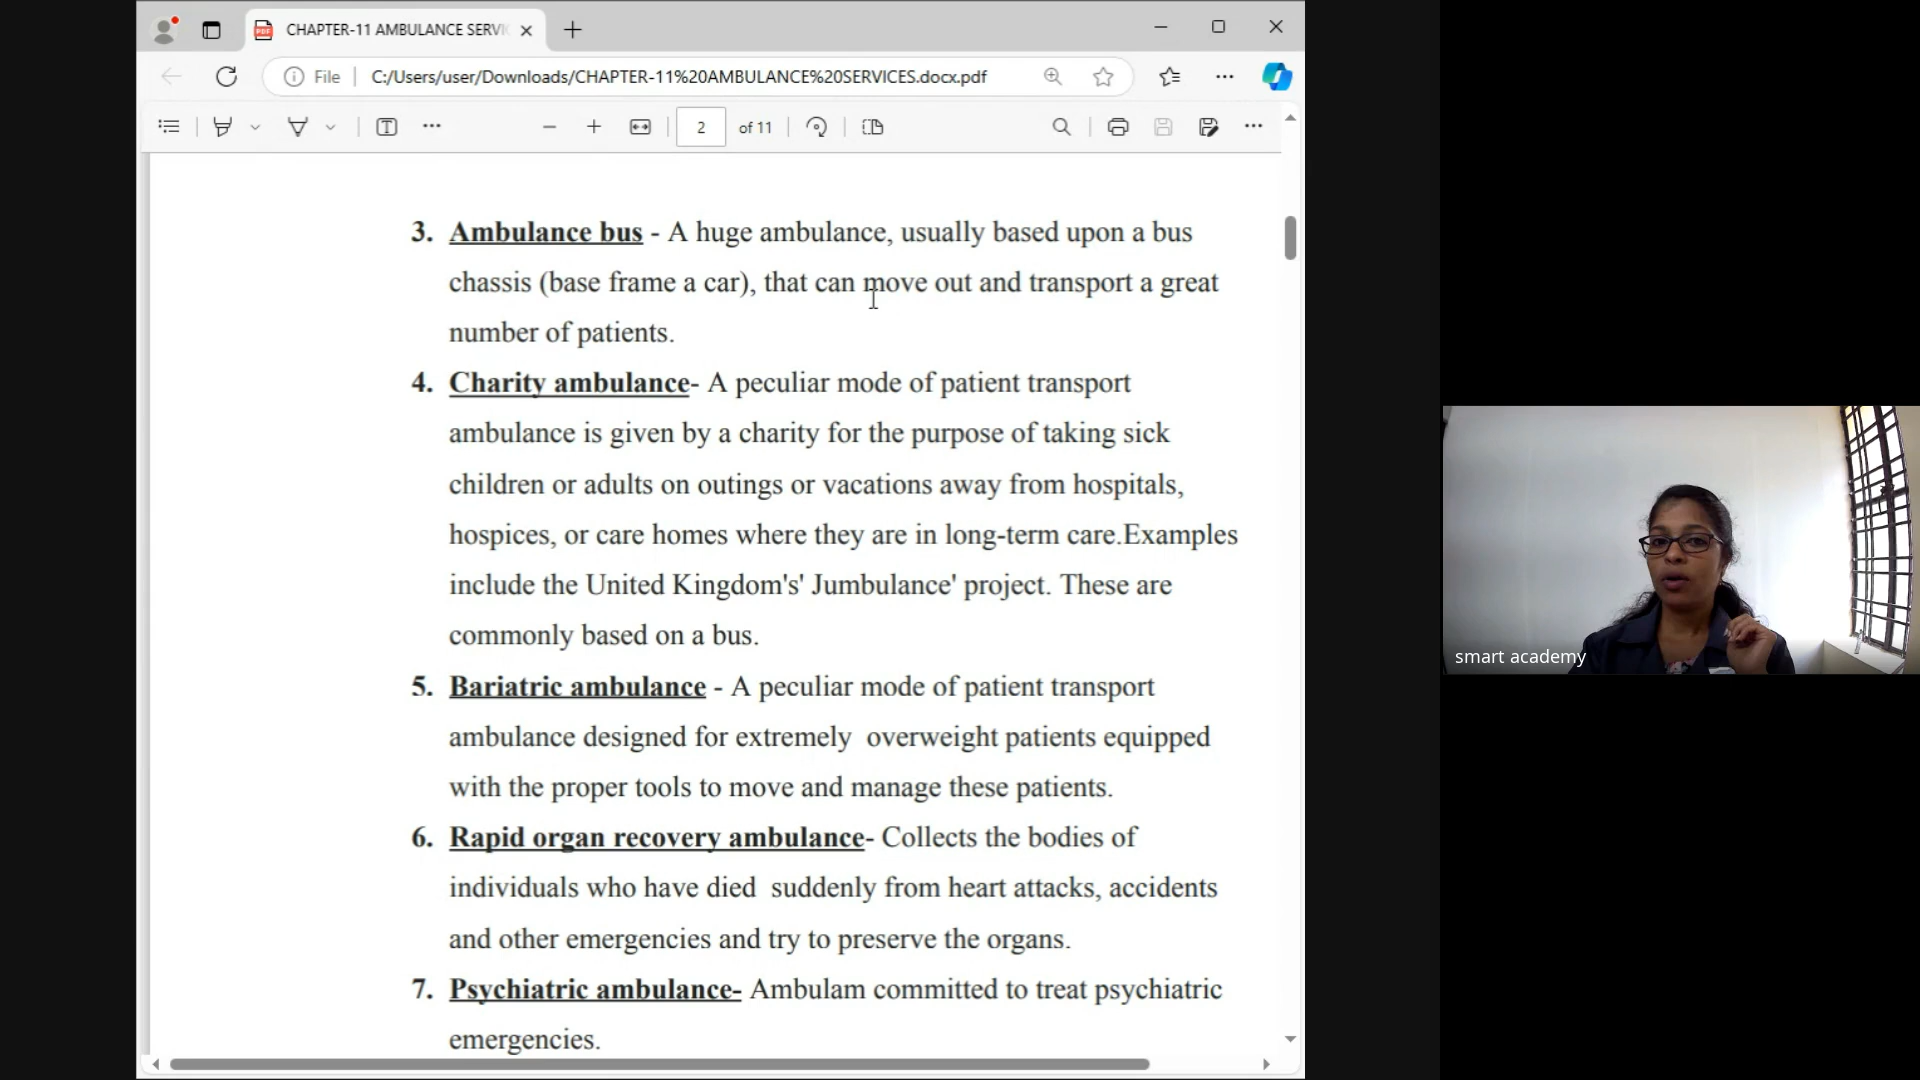 CHAPTER-11 AMBULANCE SERVI
File
C:/Users/user/Downloads/CHAPTER-11%20AMBULANCE%20SERVICES.docx.pdf
2 of 11
3. Ambulance bus - A huge ambulance, usually based upon a bus
chassis (base frame a car), that can move out and transport a great
number of patients.
4. Charity ambulance- A peculiar mode of patient transport
ambulance is given by a charity for the purpose of taking sick
children or adults on outings or vacations away from hospitals,
hospices, or care homes where they are in long-term care.Examples
include the United Kingdom's' Jumbulance' project. These are
commonly based on a bus.
5. Bariatric ambulance - A peculiar mode of patient transport
ambulance designed for extremely  overweight patients equipped
with the proper tools to move and manage these patients.
6. Rapid organ recovery ambulance- Collects the bodies of
individuals who have died  suddenly from heart attacks, accidents
and other emergencies and try to preserve the organs.
7. Psychiatric ambulance- Ambulam committed to treat psychiatric
emergencies.
smart academy